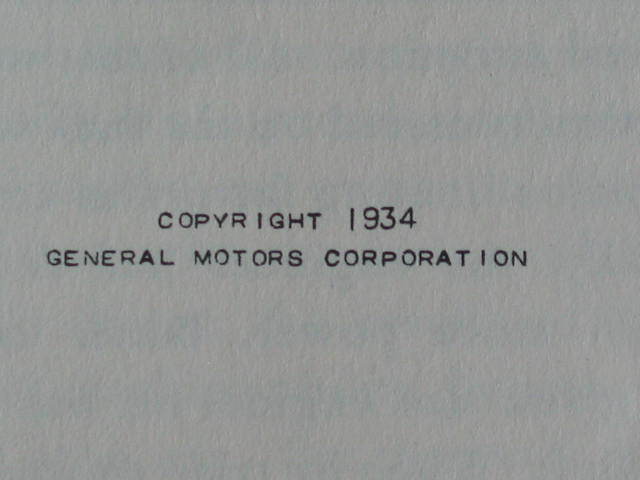 COPYRIGHT 1934
GENERAL MOTORS CORPORATION